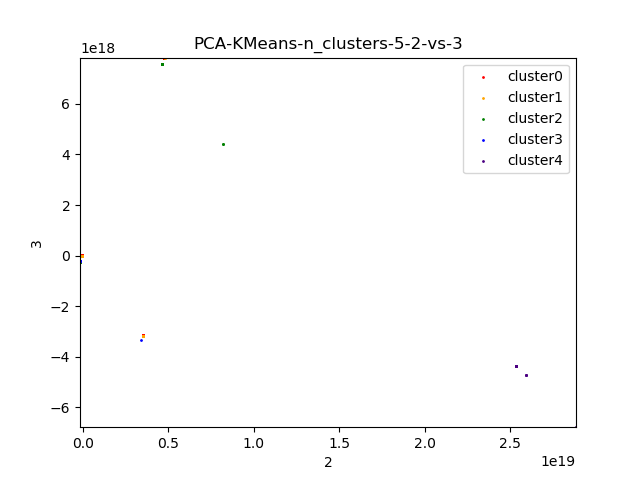 PCA-KMeans-n_clusters-5-2-vs-3
1e18
6
4
2
0
−2
−4
−6
3
cluster0
cluster1
cluster2
cluster3
cluster4
0.0 0.5 1.0 1.5 2.0 2.5
2
1e19